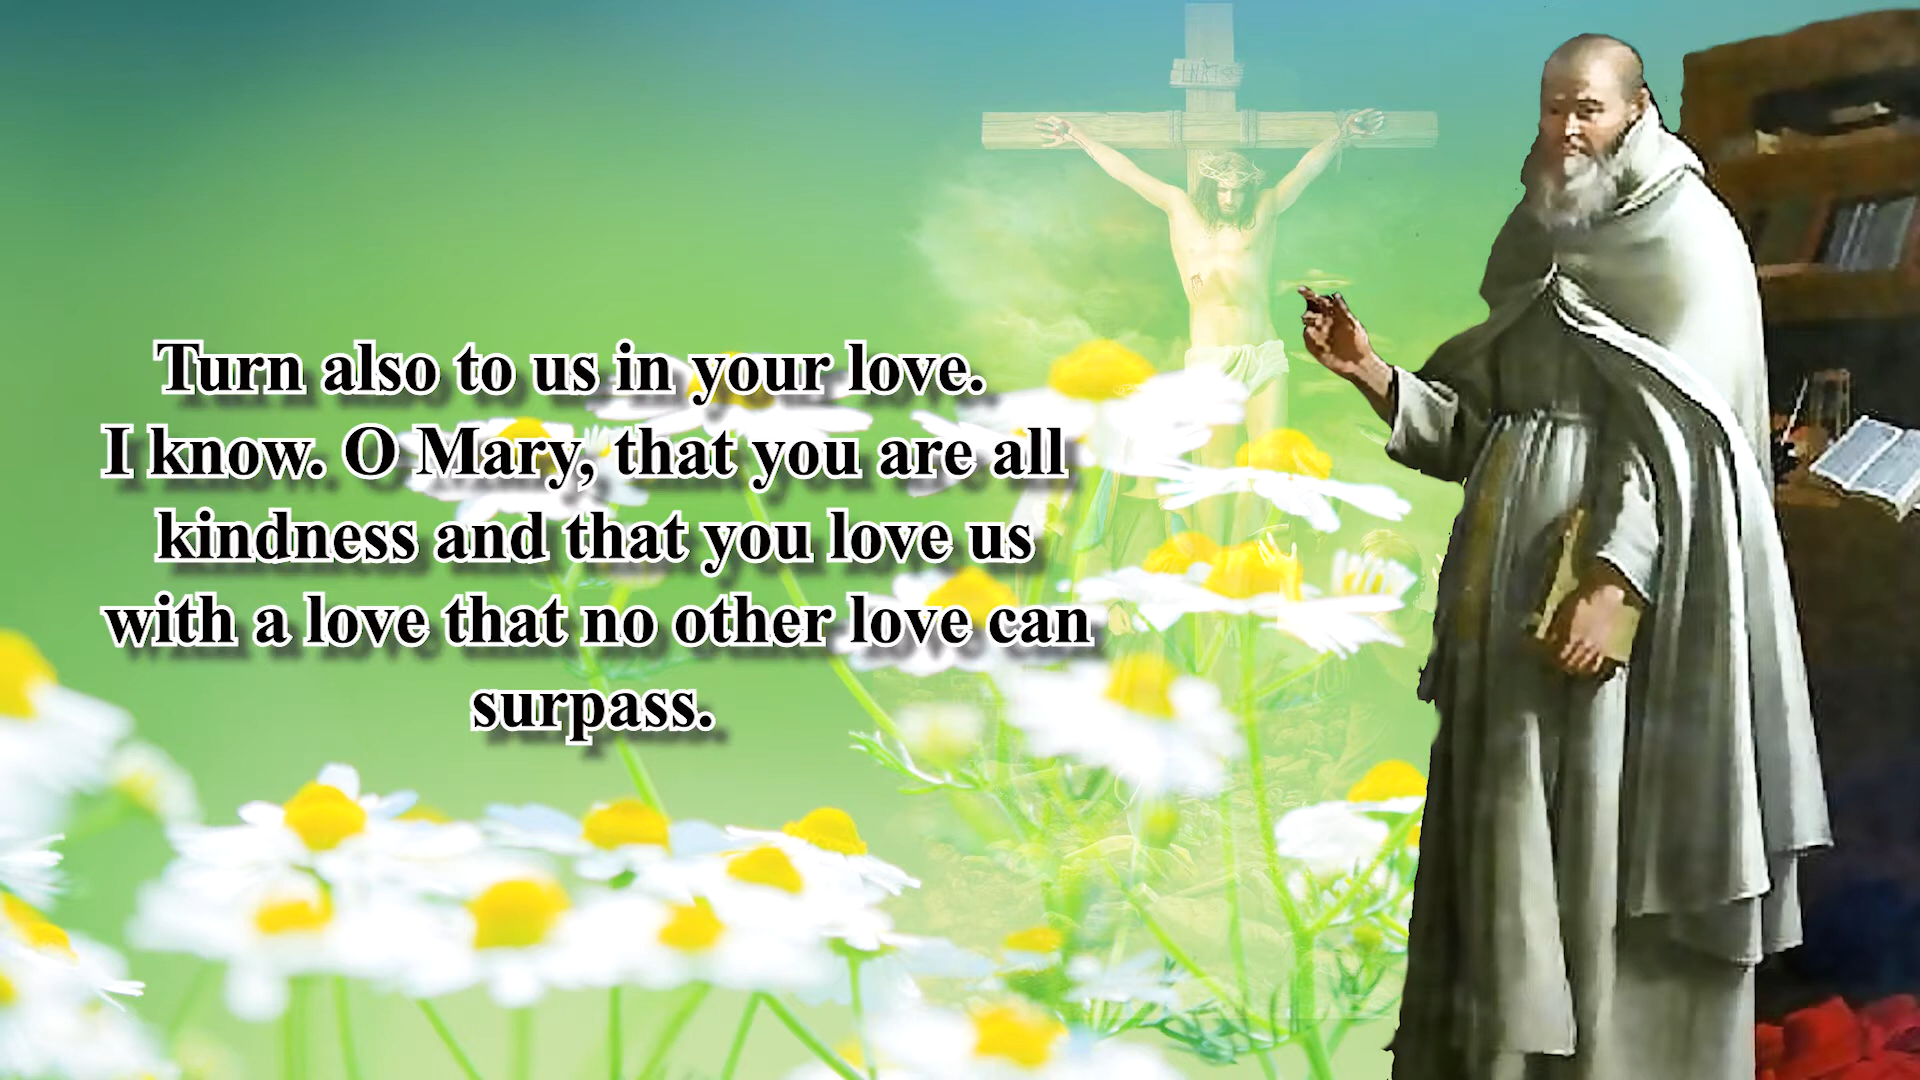 Turn also to us in your love.
I know. O Mary, that you are all
kindness and that you love us
with a love that no other love can
surpass.